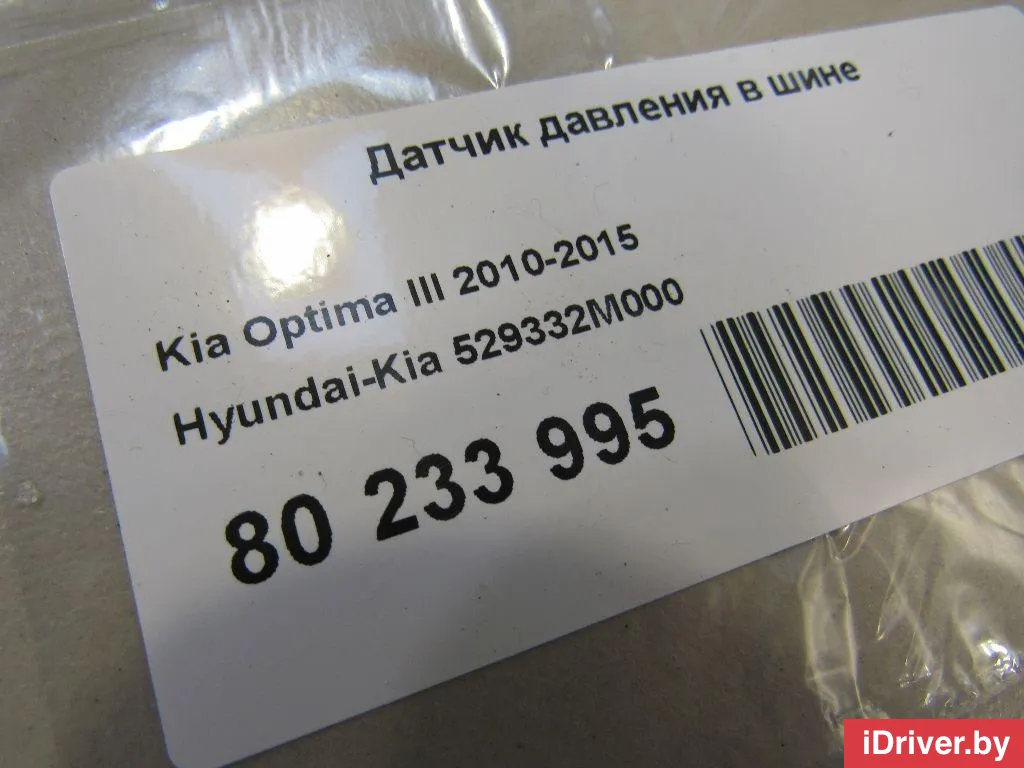 Датчик давления в шине
Kia Optima III 2010-2015
Hyundai-Kia 529332M000
80 233 995
iDriver.by